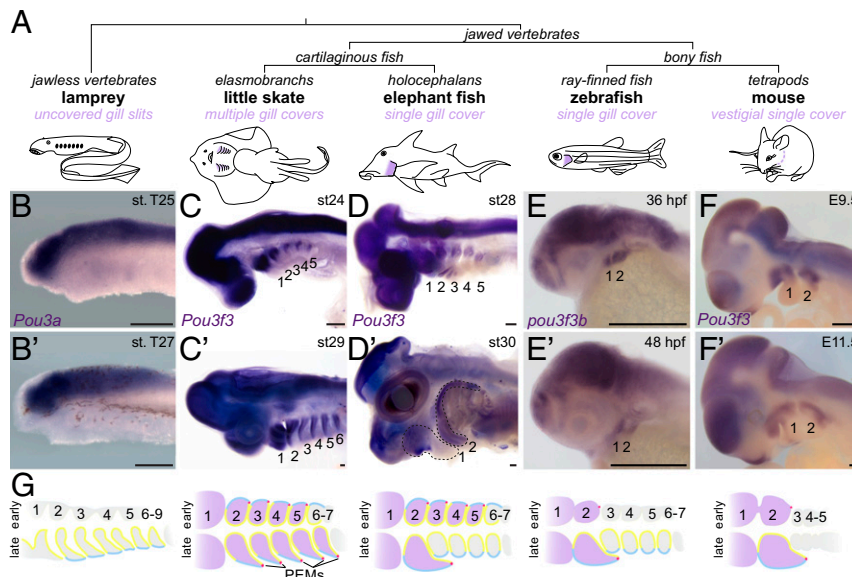 A
jawed vertebrates
cartilaginous fish
bony fish
jawless vertebrates
elasmobranchs
holocephalans
ray-finned fish
tetrapods
lamprey
little skate
elephant fish
zebrafish
mouse
uncovered gill slits
multiple gill covers
single gill cover
single gill cover
vestigial single cover
B
st. T25
Pou3a
C
st24
1 2 3 4 5
Pou3f3
D
st28
1 2 3 4 5
Pou3f3
E
36 hpf
1 2
pou3f3b
F
E9.5
1 2
Pou3f3
B'
st. T27
C'
st29
1 2 3 4 5 6
D'
st30
1 2
E'
48 hpf
1 2
F'
E11.5
1 2
G
early
late
1 2 3 4 5 6-9
early
late
1 2 3 4 5 6-7
PEMs
early
late
1 2 3 4 5 6-7
early
late
1 2 3 4 5 6-7
early
late
1 2 3 4-5